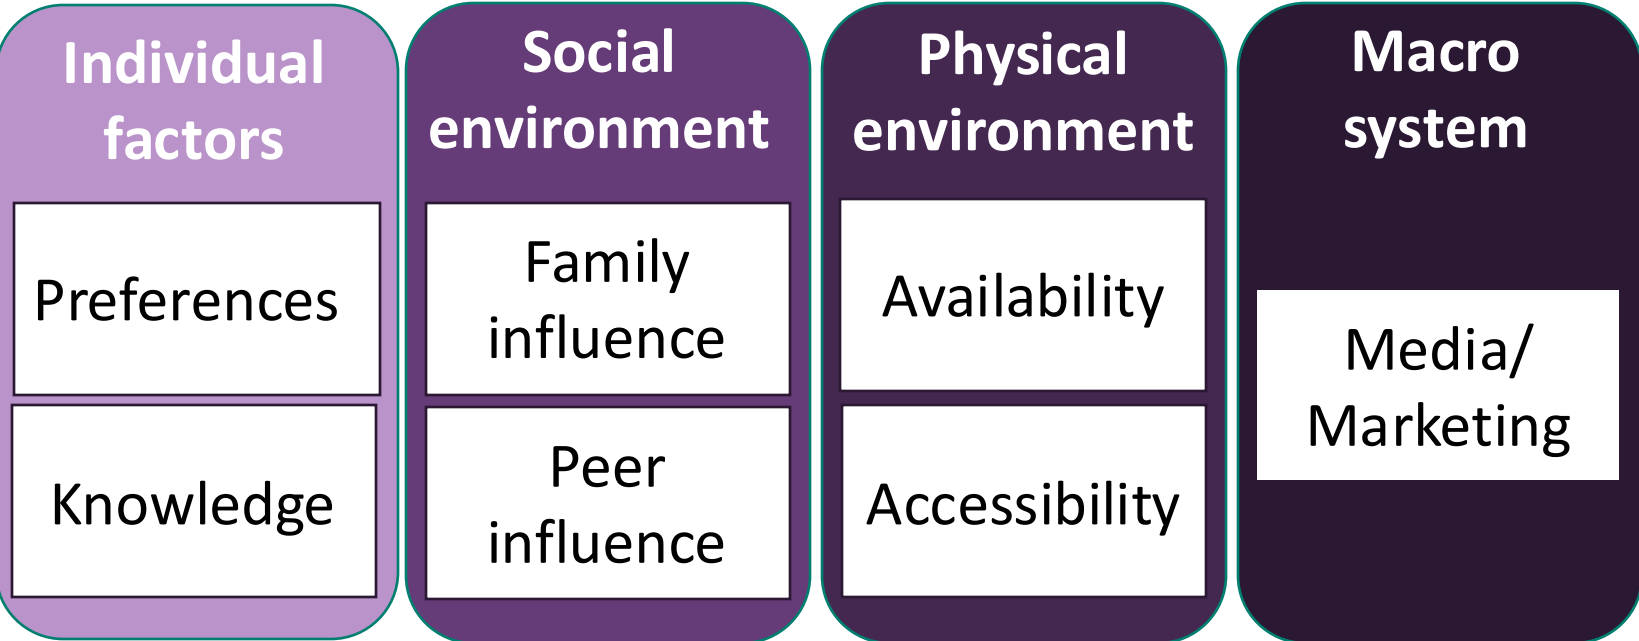 Individual
factors
Preferences
Knowledge
Social
environment
Family
influence
Peer
influence
Physical
environment
Availability
Accessibility
Macro
system
Media/
Marketing